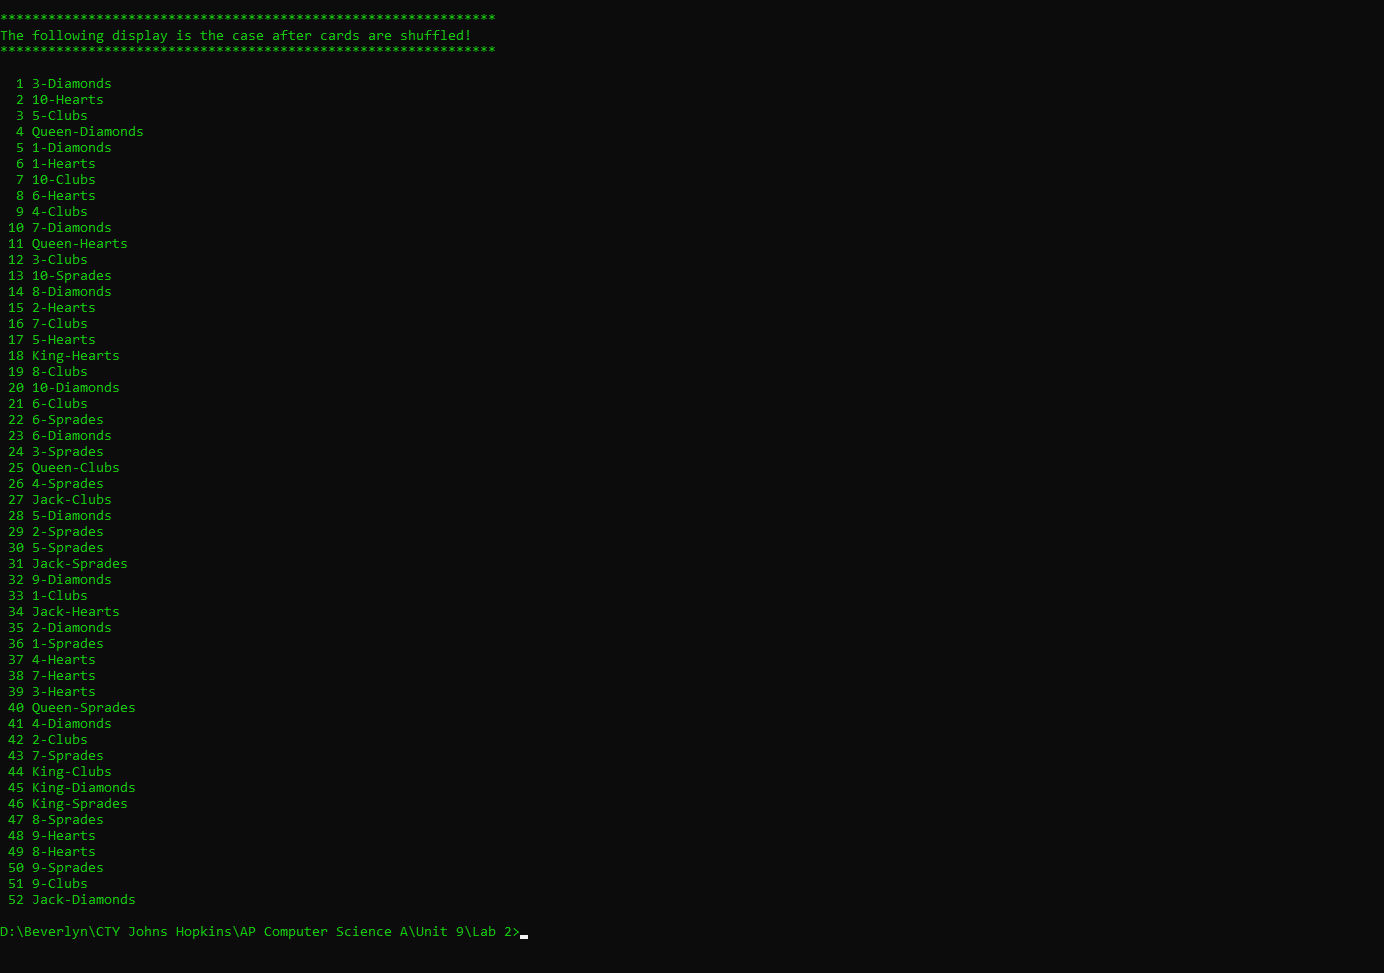 **************************************************************
The following display is the case after cards are shuffled!
**************************************************************
1 3-Diamonds
2 10-Hearts
3 5-Clubs
4 Queen-Diamonds
5 1-Diamonds
6 1-Hearts
7 10-Clubs
8 6-Hearts
9 4-Clubs
10 7-Diamonds
11 Queen-Hearts
12 3-Clubs
13 10-Sprades
14 8-Diamonds
15 2-Hearts
16 7-Clubs
17 5-Hearts
18 King-Hearts
19 8-Clubs
20 10-Diamonds
21 6-Clubs
22 6-Sprades
23 6-Diamonds
24 3-Sprades
25 Queen-Clubs
26 4-Sprades
27 Jack-Clubs
28 5-Diamonds
29 2-Sprades
30 5-Sprades
31 Jack-Sprades
32 9-Diamonds
33 1-Clubs
34 Jack-Hearts
35 2-Diamonds
36 1-Sprades
37 4-Hearts
38 7-Hearts
39 3-Hearts
40 Queen-Sprades
41 4-Diamonds
42 2-Clubs
43 7-Sprades
44 King-Clubs
45 King-Diamonds
46 King-Sprades
47 8-Sprades
48 9-Hearts
49 8-Hearts
50 9-Sprades
51 9-Clubs
52 Jack-Diamonds
D:\Beverlyn\CTY Johns Hopkins\AP Computer Science A\Unit 9\Lab 2>